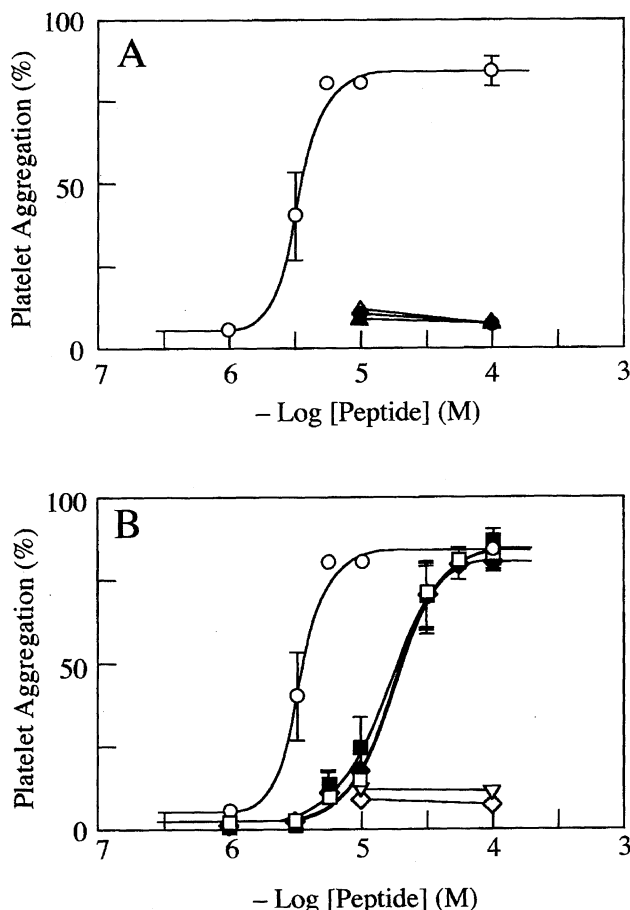 A
Platelet Aggregation (%)
100
50
0
7 6 5 4 3
– Log [Peptide] (M)
B
Platelet Aggregation (%)
100
50
0
7 6 5 4 3
– Log [Peptide] (M)